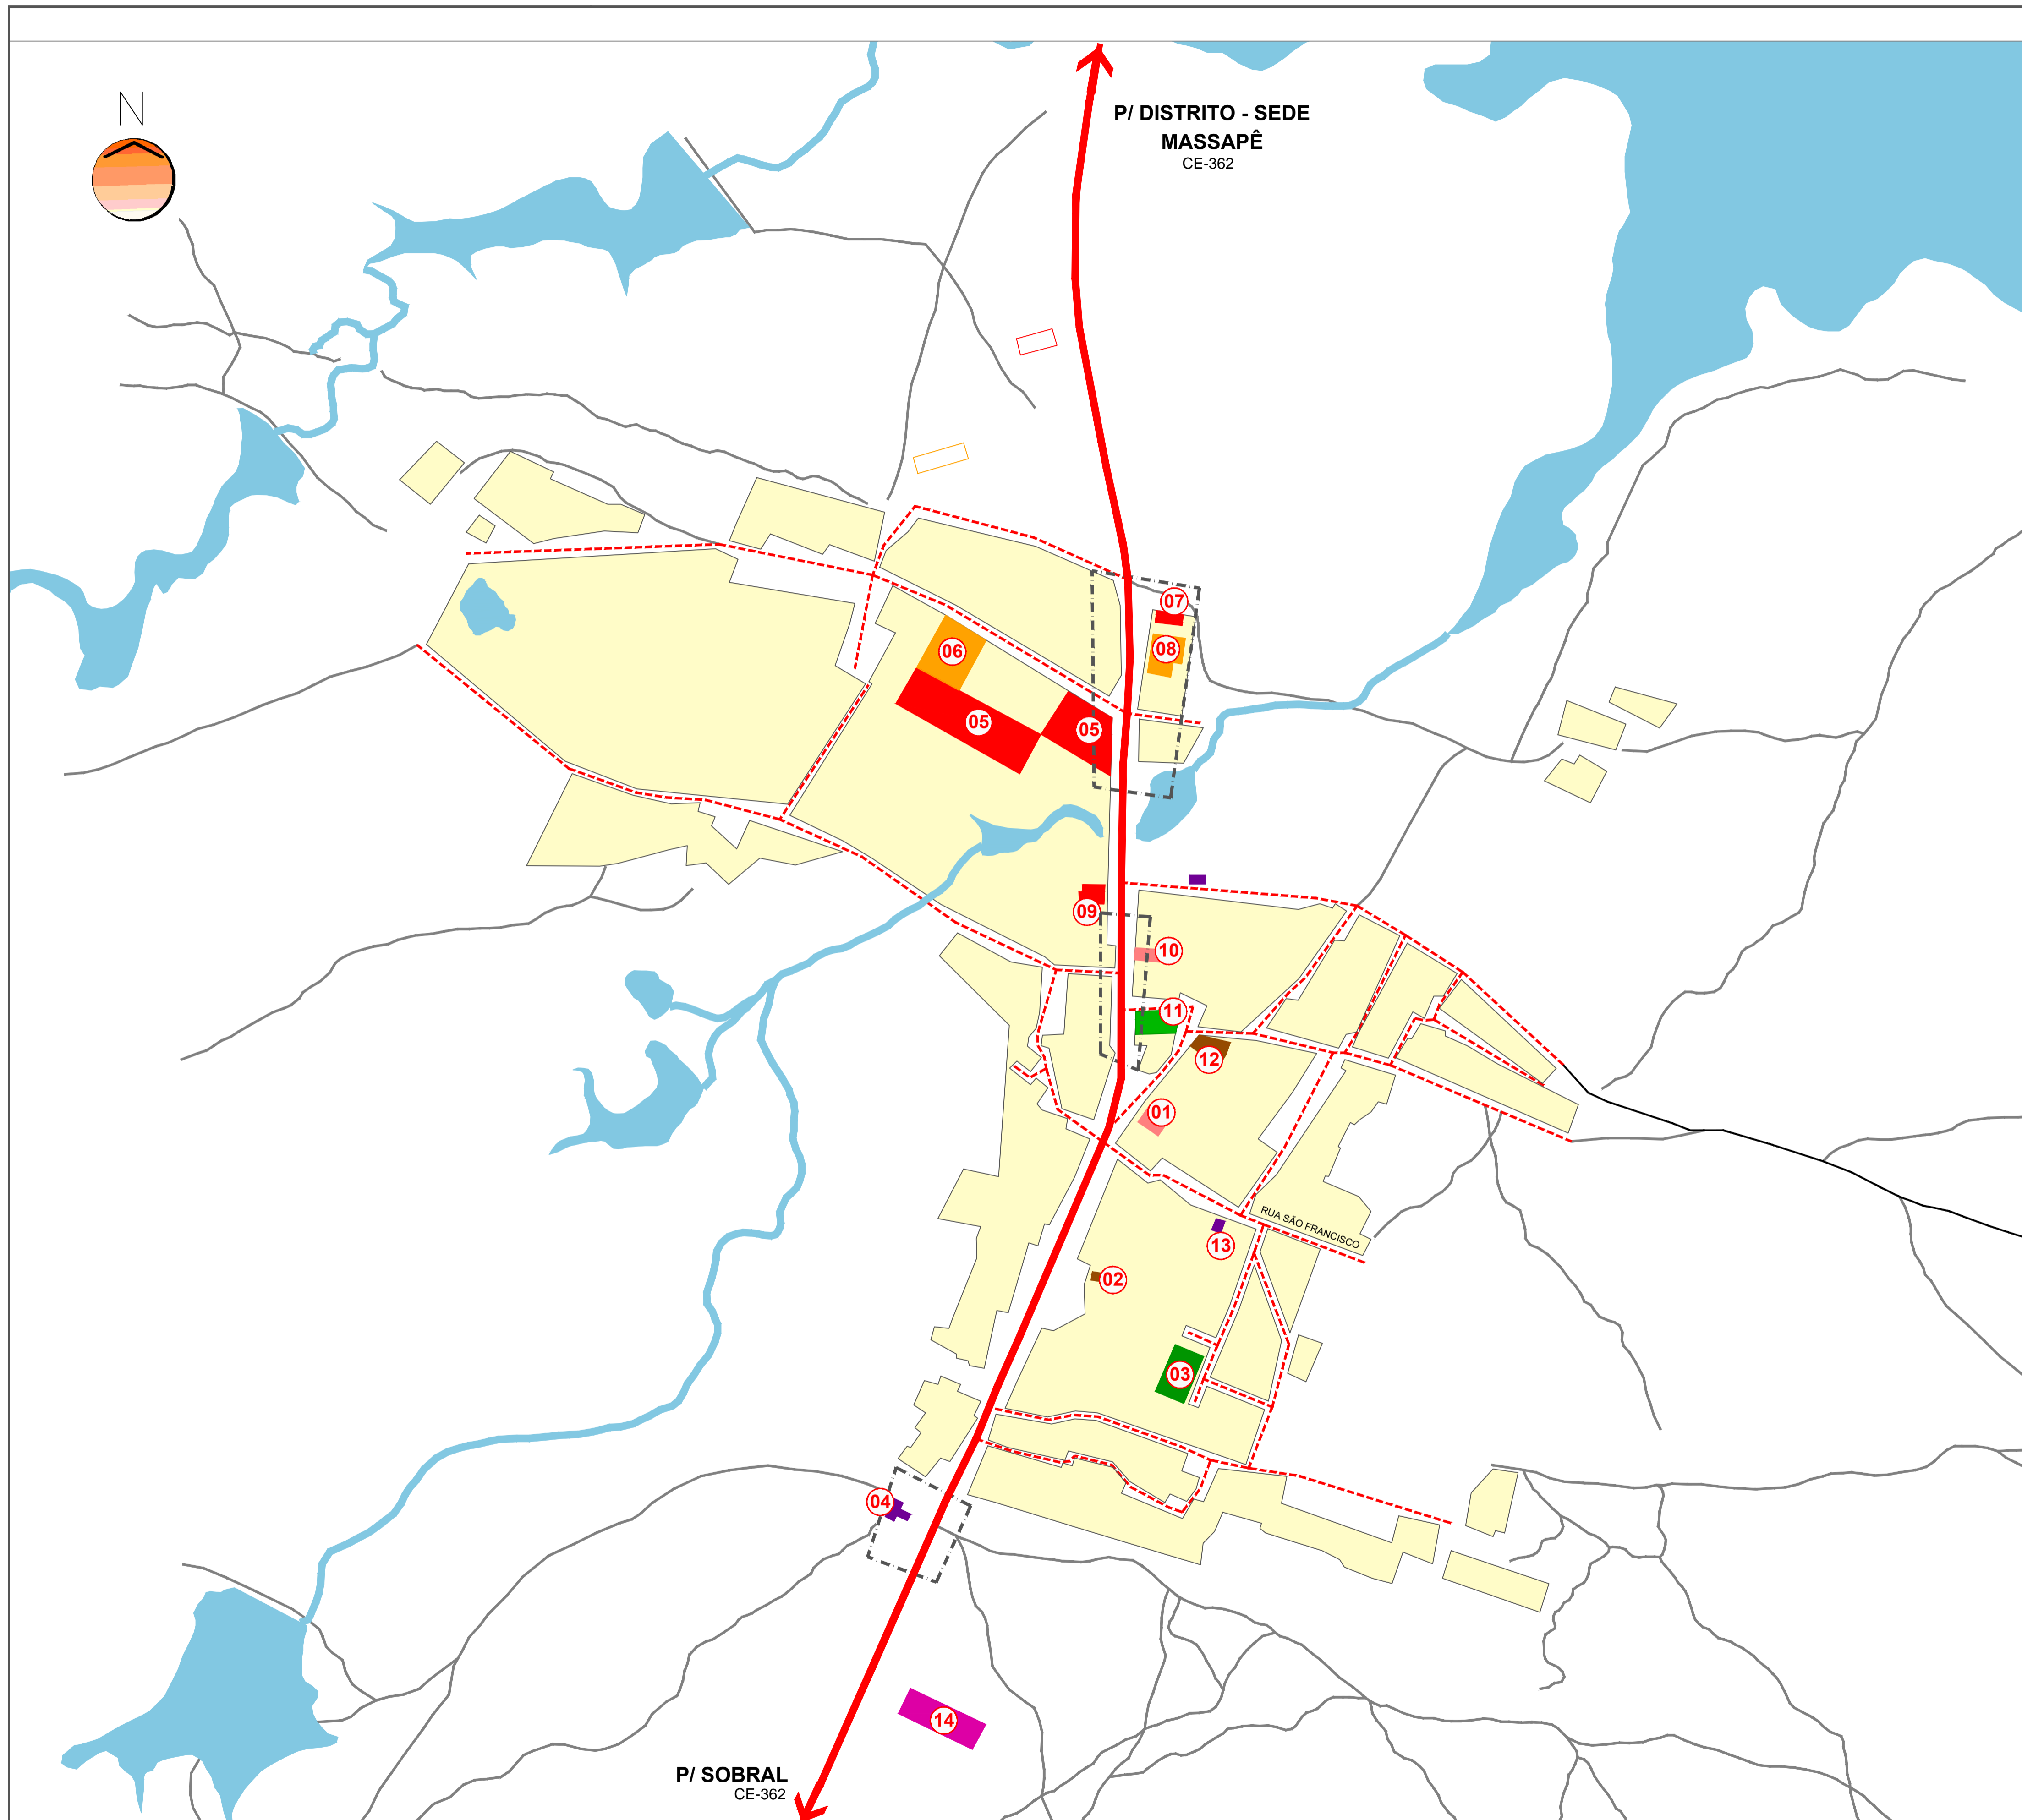 N
P/ DISTRITO - SEDE
MASSAPÊ
CE-362
07
06
08
05
05
09
10
11
12
01
RUA SÃO FRANCISCO
13
02
03
04
14
P/ SOBRAL
CE-362